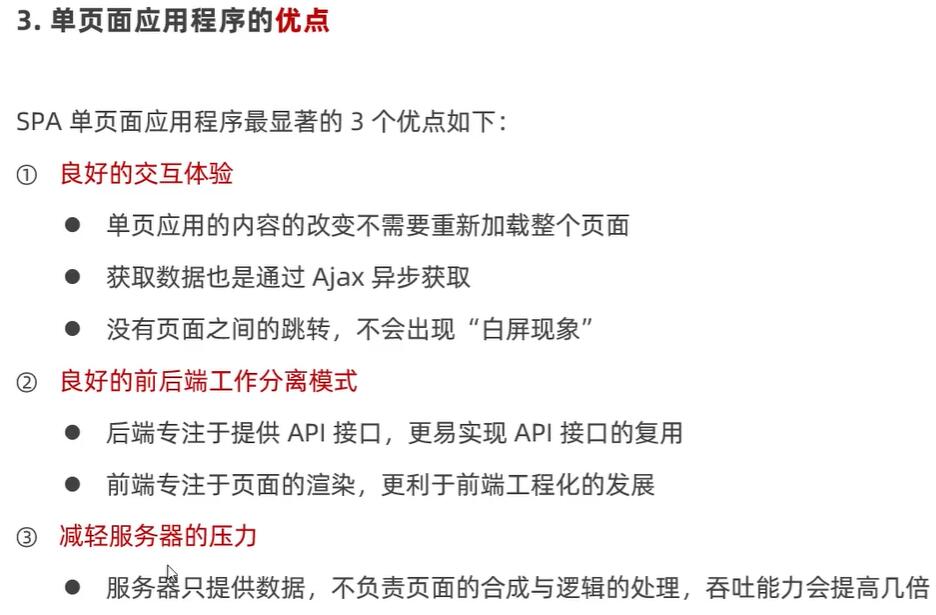 3. 单页面应用程序的优点
SPA 单页面应用程序最显著的 3 个优点如下：
① 良好的交互体验
● 单页应用的内容的改变不需要重新加载整个页面
● 获取数据也是通过 Ajax 异步获取
● 没有页面之间的跳转，不会出现“白屏现象”
② 良好的前后端工作分离模式
● 后端专注于提供 API 接口，更易实现 API 接口的复用
● 前端专注于页面的渲染，更利于前端工程化的发展
③ 减轻服务器的压力
● 服务器只提供数据，不负责页面的合成与逻辑的处理，吞吐能力会提高几倍